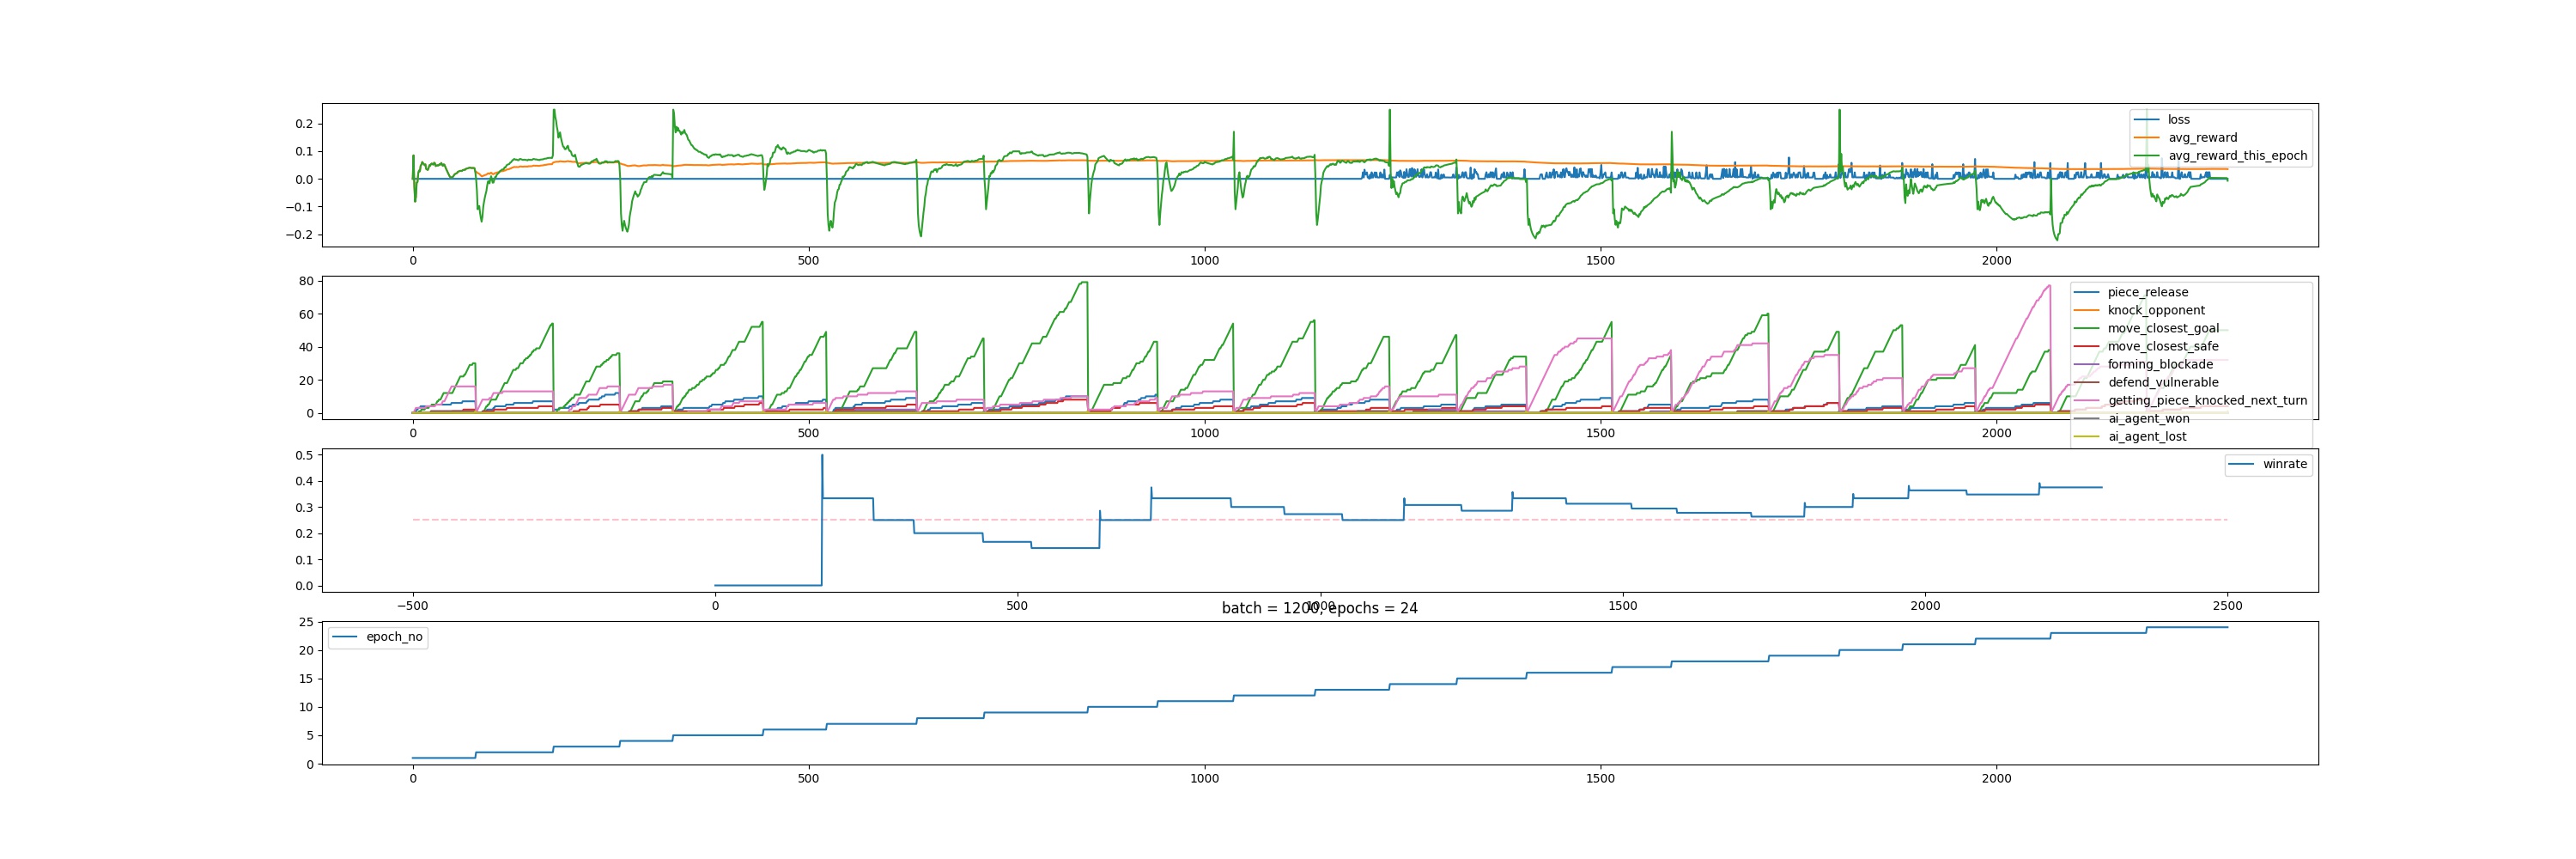 0.2
0.1
0.0
−0.1
−0.2
loss
avg_reward
avg_reward_this_epoch
0 500 1000 1500 2000
80
60
40
20
0
piece_release
knock_opponent
move_closest_goal
move_closest_safe
forming_blockade
defend_vulnerable
getting_piece_knocked_next_turn
ai_agent_won
ai_agent_lost
0 500 1000 1500 2000
0.5
0.4
0.3
0.2
0.1
0.0
winrate
−500 0 500 1000 1500 2000 2500
batch = 1200, epochs = 24
25
20
15
10
5
0
epoch_no
0 500 1000 1500 2000